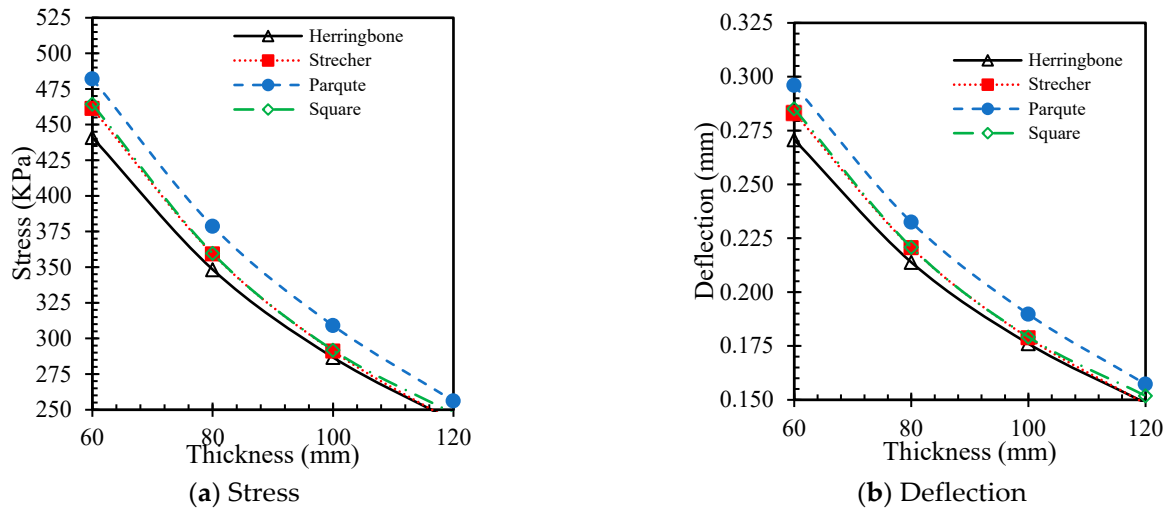 525
500
475
450
425
400
375
350
325
300
275
250
Stress (KPa)
Herringbone
Strecher
Parqute
Square
60 80 100 120
Thickness (mm)
(a) Stress
0.325
0.300
0.275
0.250
0.225
0.200
0.175
0.150
Deflection (mm)
Herringbone
Strecher
Parqute
Square
60 80 100 120
Thickness (mm)
(b) Deflection